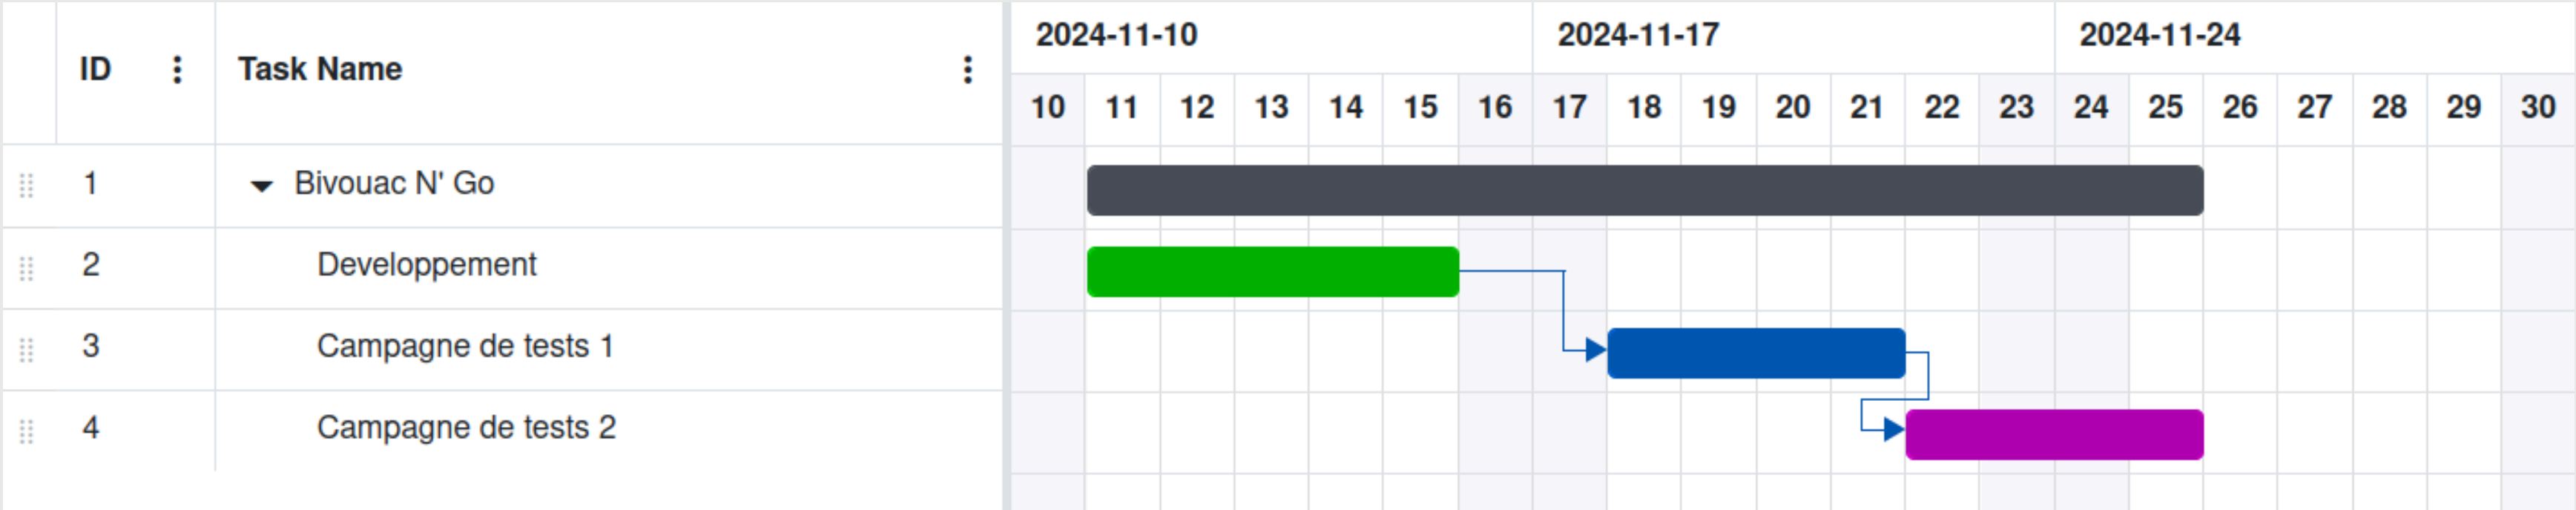 ID Task Name
2024-11-10 2024-11-17 2024-11-24
10 11 12 13 14 15 16 17 18 19 20 21 22 23 24 25 26 27 28 29 30
1 Bivouac N' Go
2 Developpement
3 Campagne de tests 1
4 Campagne de tests 2